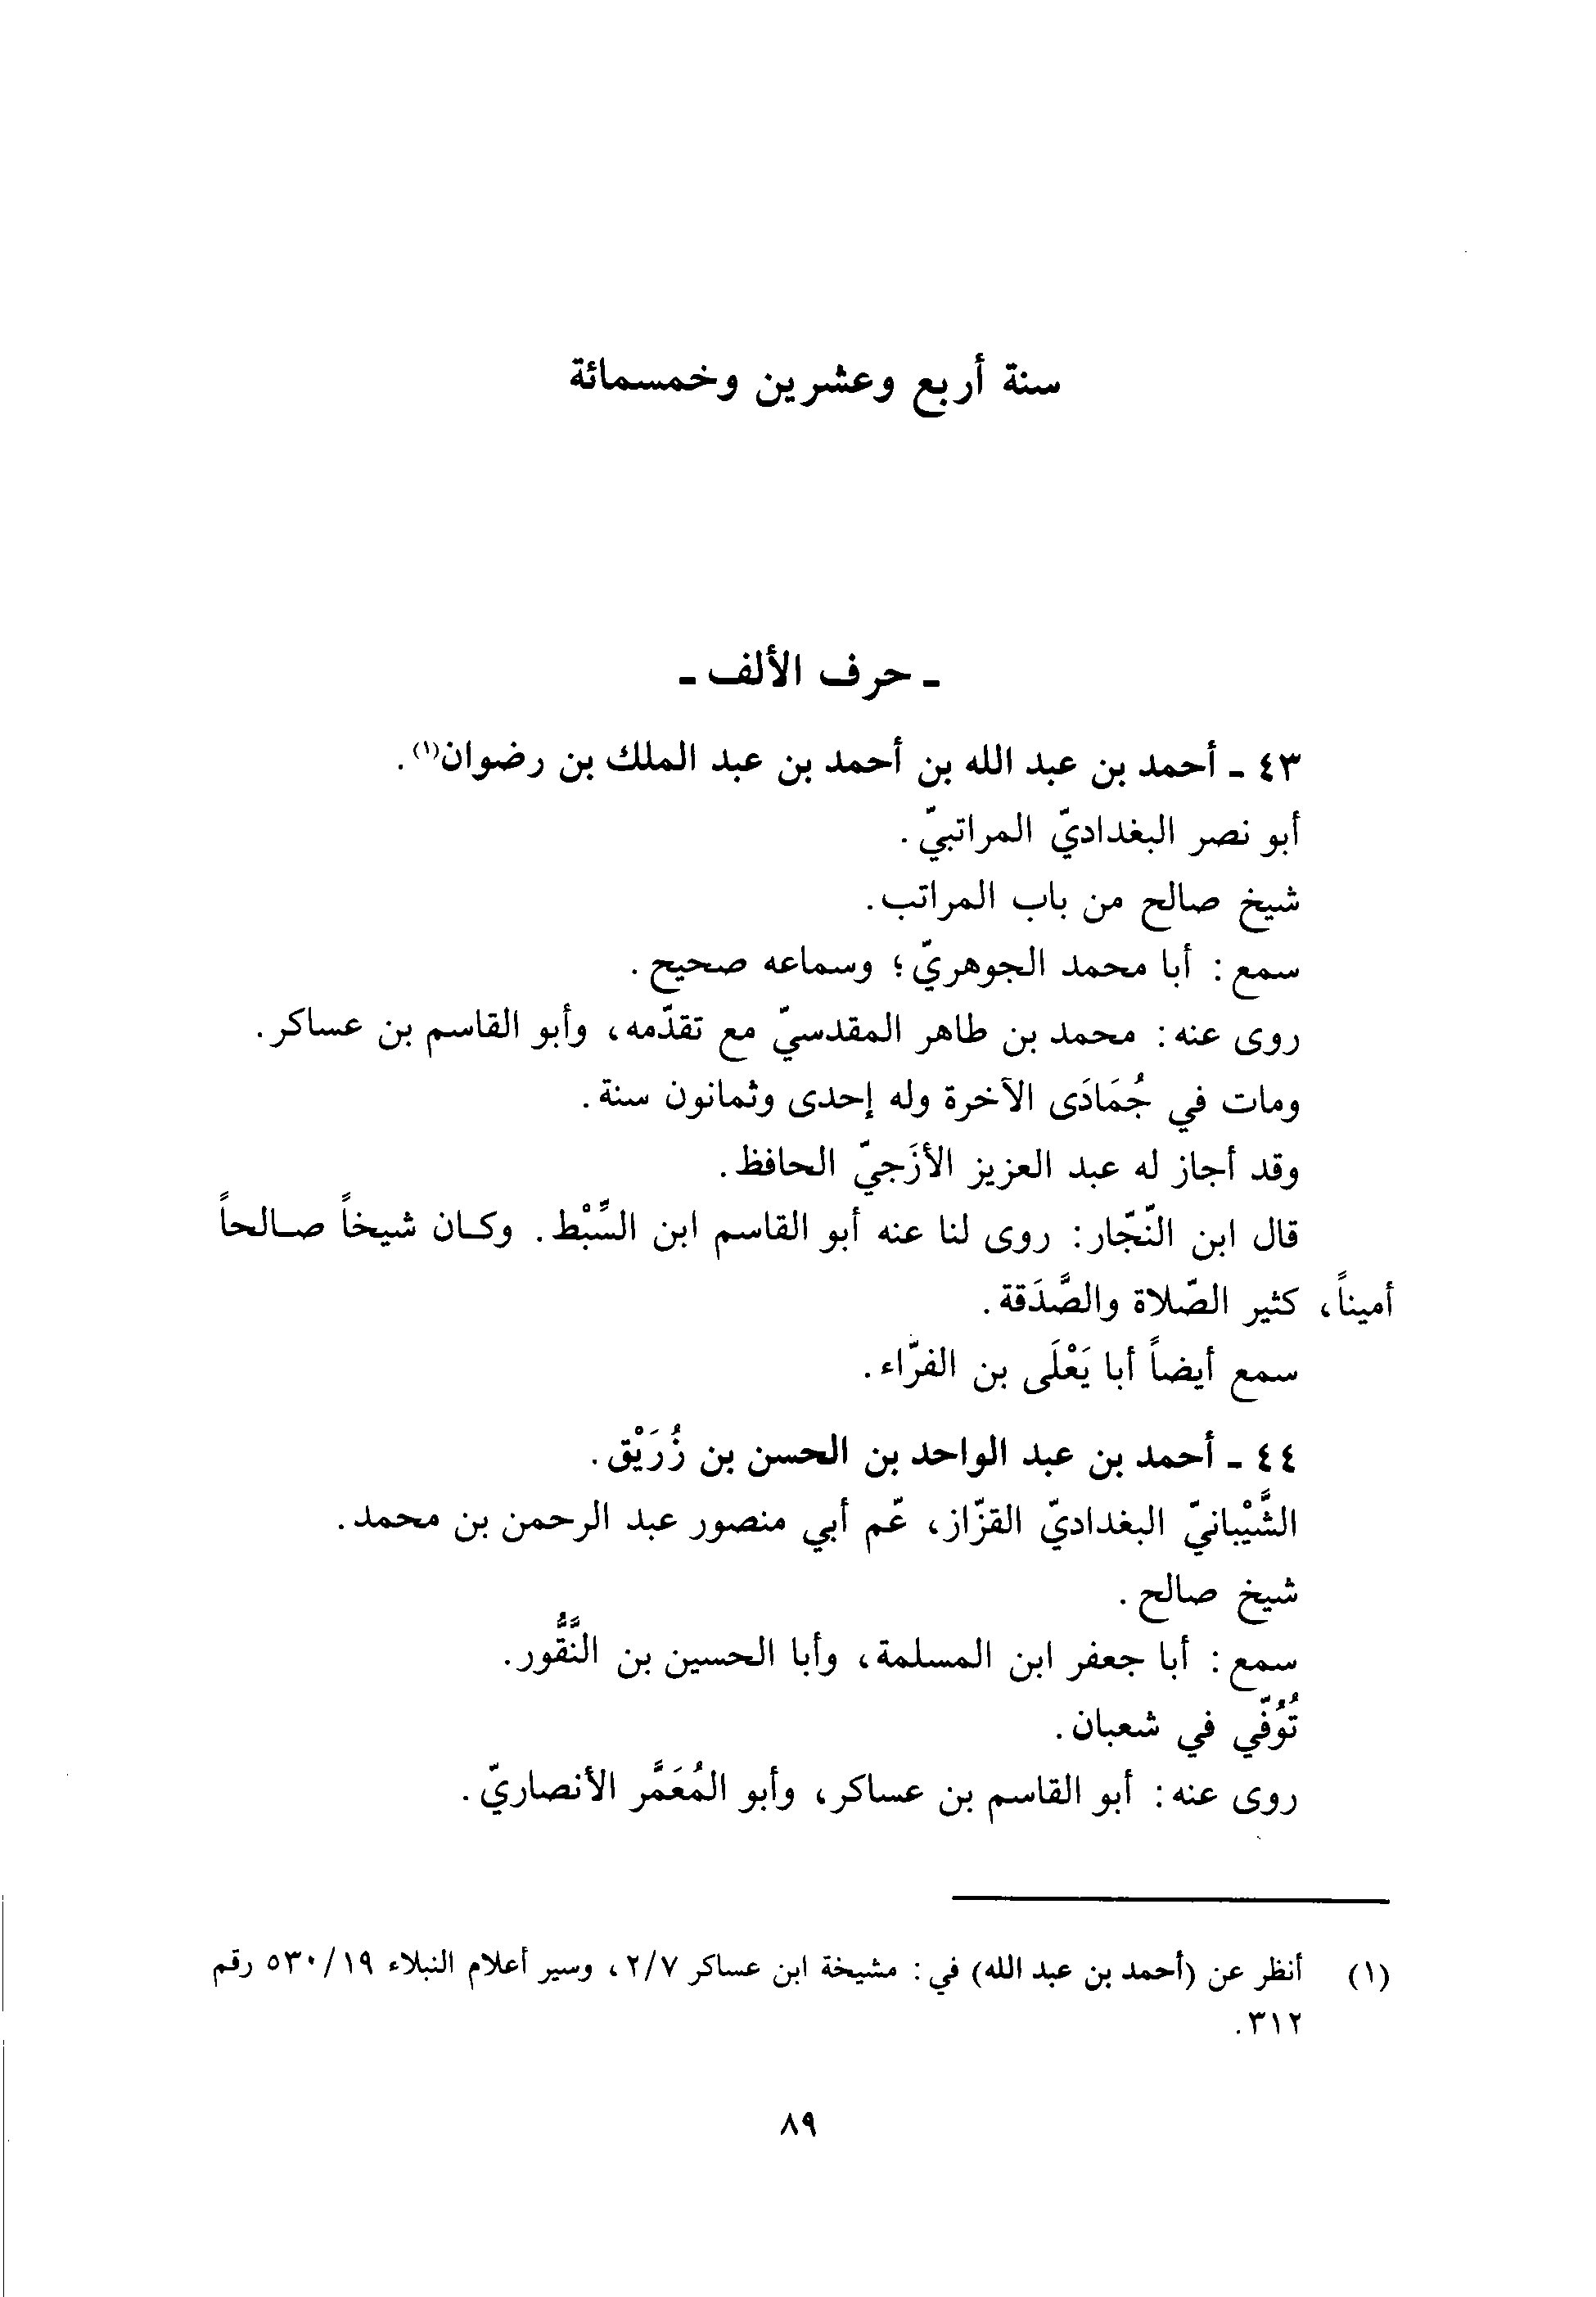 سنة أربع وعشرين وخمسمائة
ـ حرف الألف ـ
٤٣ ـ أحمد بن عبد الله بن أحمد بن عبد الملك بن رضوان(١).
أبو نصر البغداديّ المراتبيّ.
شيخ صالح من باب المراتب.
سمع: أبا محمد الجوهريّ؛ وسماعه صحيح.
روى عنه: محمد بن طاهر المقدسيّ مع تقدّمه، وأبو القاسم بن عساكر.
ومات في جُمَادَى الآخرة وله إحدى وثمانون سنة.
وقد أجاز له عبد العزيز الأزَجيّ الحافظ.
قال ابن النّجّار: روى لنا عنه أبو القاسم ابن السِّبْط. وكان شيخاً صالحاً
أميناً، كثير الصّلاة والصَّدَقة.
سمع أيضاً أبا يَعْلَى بن الفرّاء.
٤٤ ـ أحمد بن عبد الواحد بن الحسن بن زُرَيْق.
الشَّيْبانيّ البغداديّ القزّاز، عّم أبي منصور عبد الرحمن بن محمد.
شيخ صالح.
سمع: أبا جعفر ابن المسلمة، وأبا الحسين بن النَّقُّور.
تُوُفّي في شعبان.
روى عنه: أبو القاسم بن عساكر، وأبو المُعَمَّر الأنصاريّ.
(١) أنظر عن (أحمد بن عبد الله) في: مشيخة ابن عساكر ٢/٧، وسير أعلام النبلاء ٥٣٠/١٩ رقم
٣١٢.
٨٩